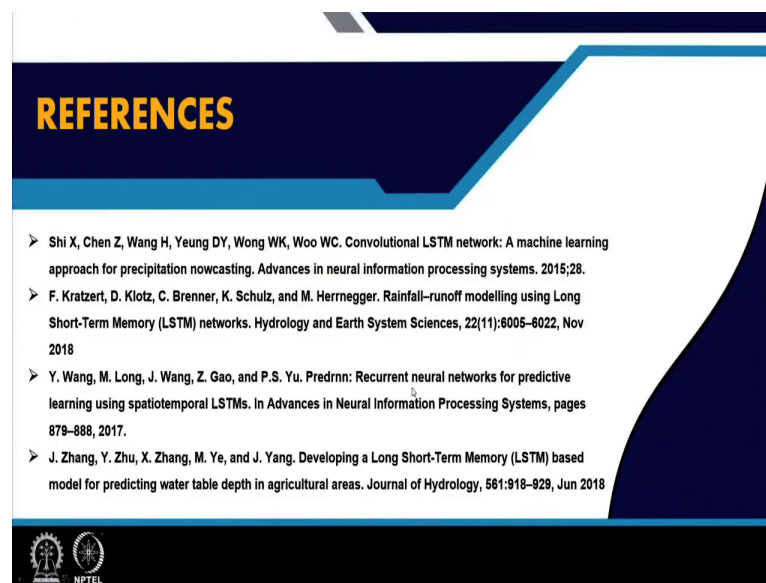 REFERENCES
➤ Shi X, Chen Z, Wang H, Yeung DY, Wong WK, Woo WC. Convolutional LSTM network: A machine learning
approach for precipitation nowcasting. Advances in neural information processing systems. 2015;28.
➤ F. Kratzert, D. Klotz, C. Brenner, K. Schulz, and M. Herrnegger. Rainfall–runoff modelling using Long
Short-Term Memory (LSTM) networks. Hydrology and Earth System Sciences, 22(11):6005–6022, Nov
2018
➤ Y. Wang, M. Long, J. Wang, Z. Gao, and P.S. Yu. Predrnn: Recurrent neural networks for predictive
learning using spatiotemporal LSTMs. In Advances in Neural Information Processing Systems, pages
879–888, 2017.
➤ J. Zhang, Y. Zhu, X. Zhang, M. Ye, and J. Yang. Developing a Long Short-Term Memory (LSTM) based
model for predicting water table depth in agricultural areas. Journal of Hydrology, 561:918–929, Jun 2018
NPTEL